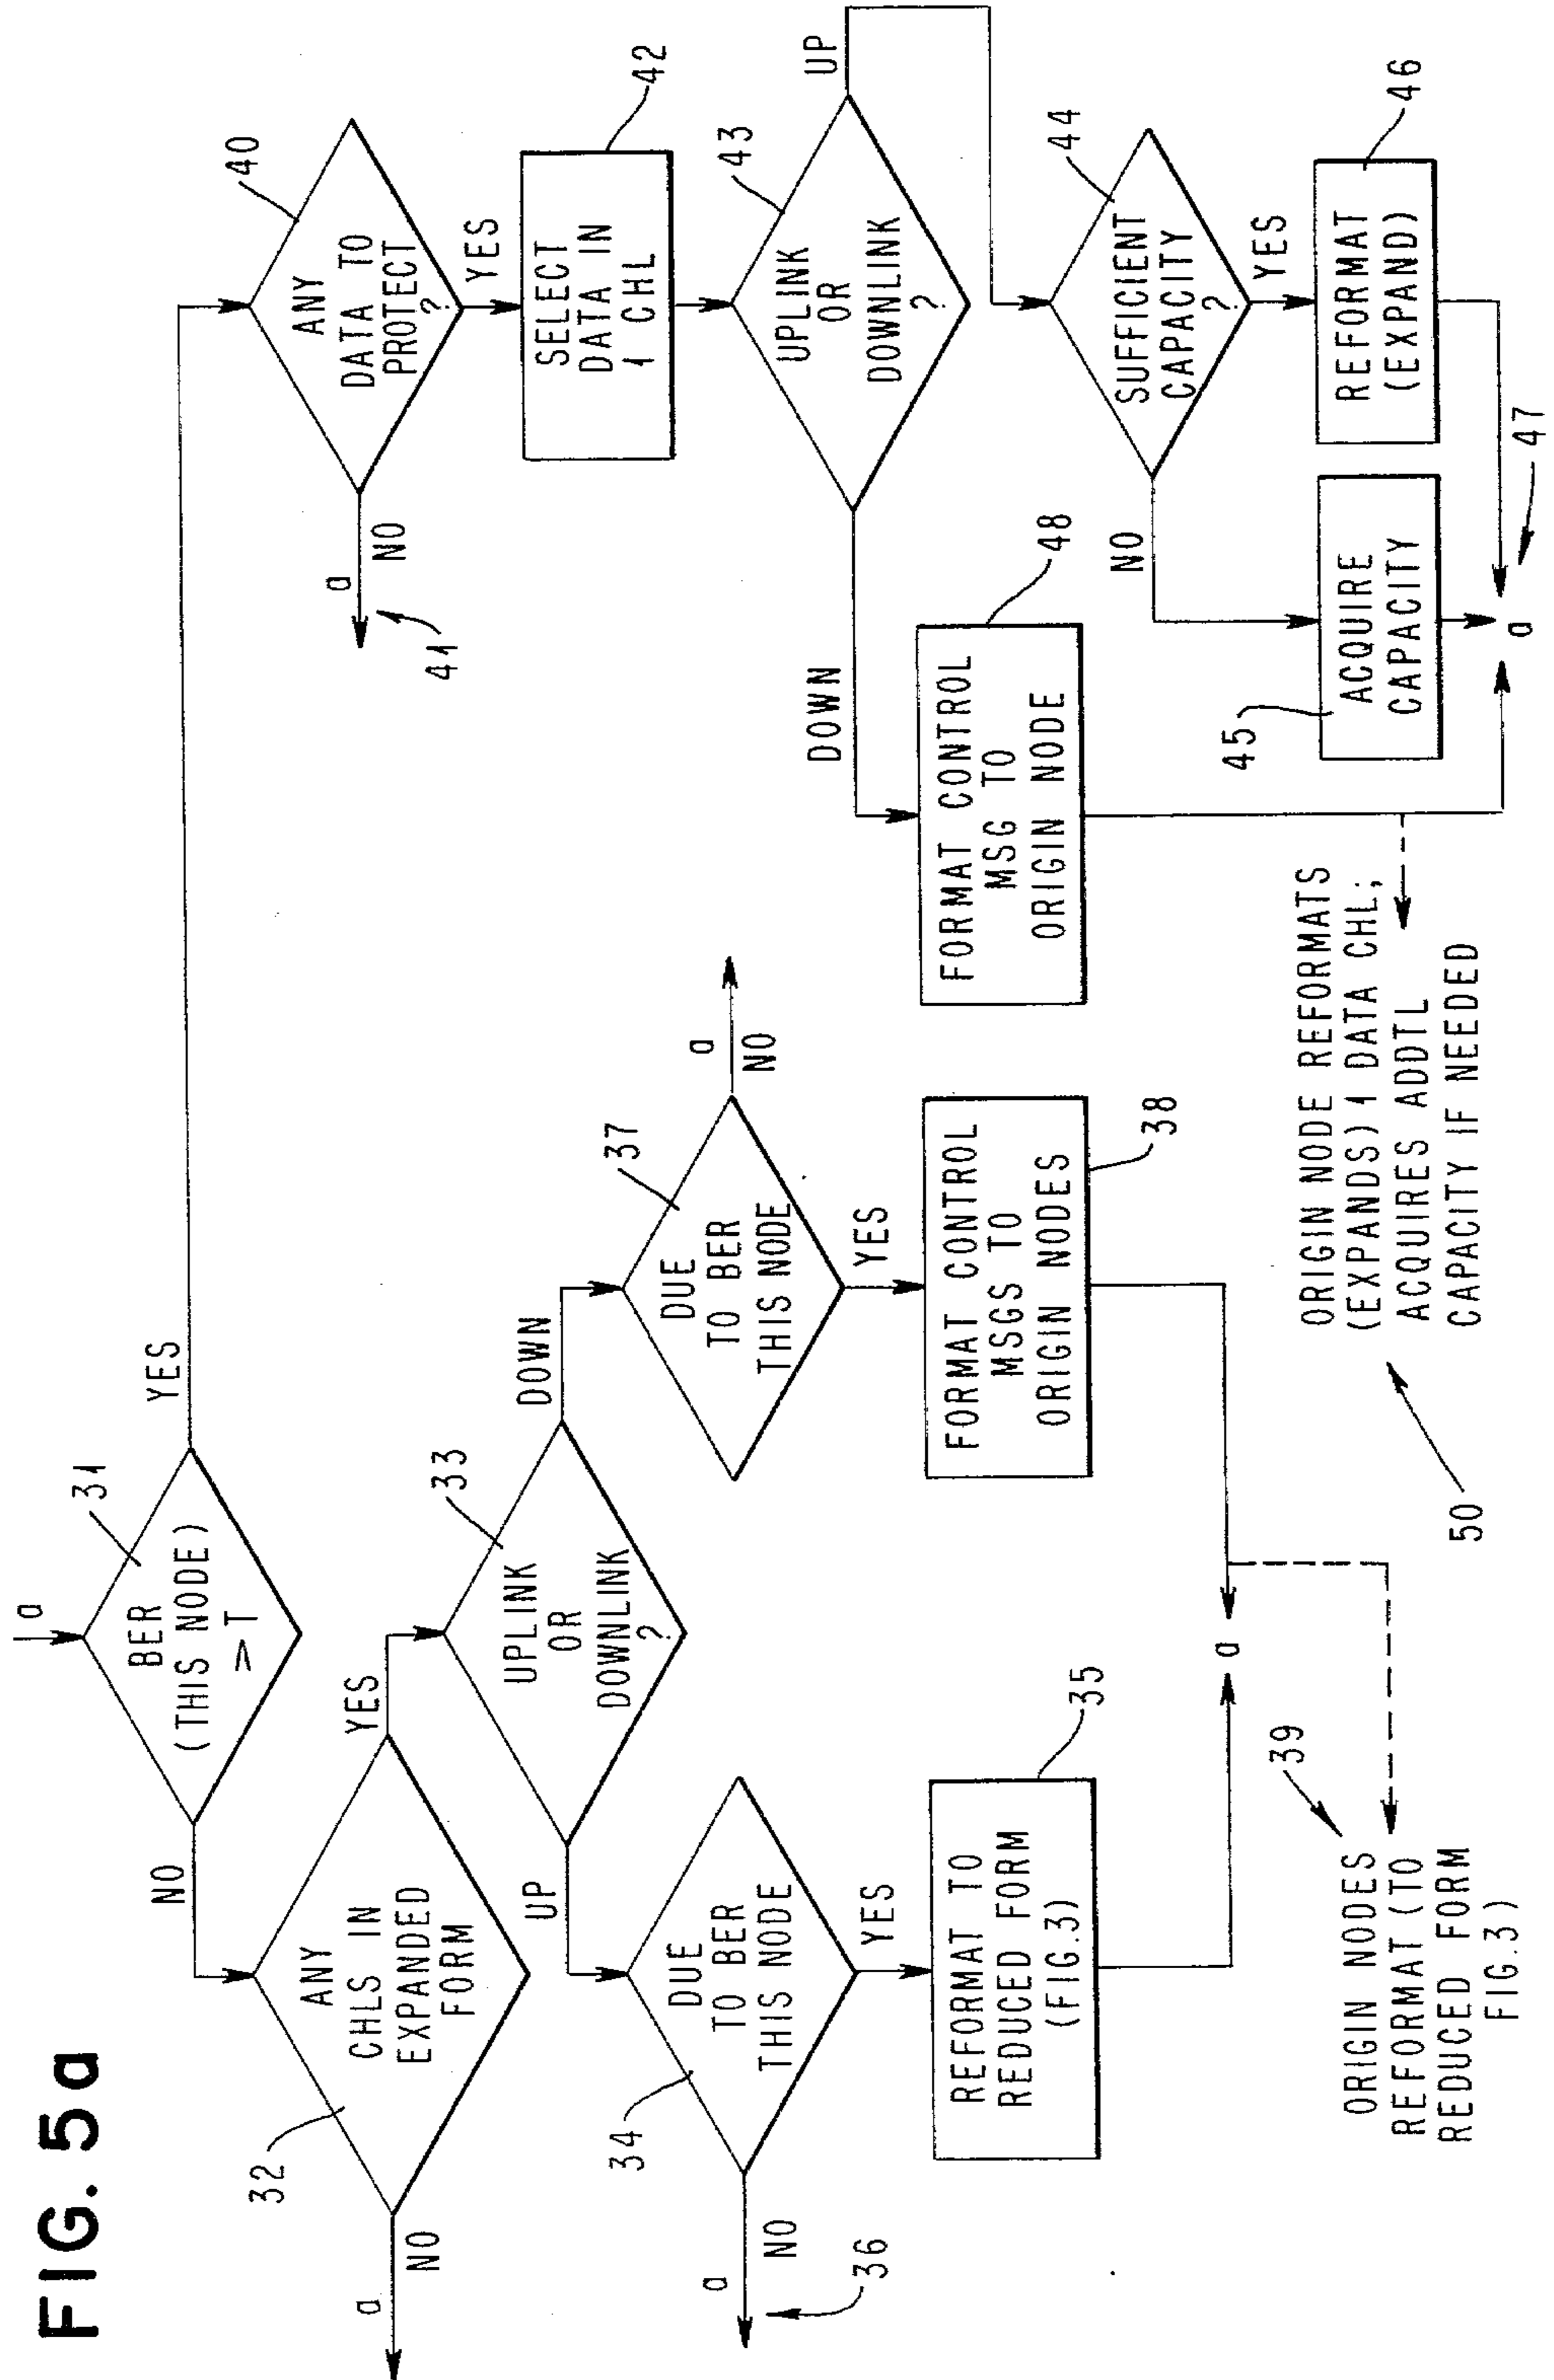 FIG. 5a
a
31
BER
(THIS NODE)
>T
NO
YES
32
ANY
CHLS IN
EXPANDED
FORM
a
NO
YES
33
UPLINK
OR
DOWNLINK
?
UP
DOWN
34
DUE
TO BER
THIS NODE
a
NO
36
YES
REFORMAT TO
REDUCED FORM
(FIG.3)
35
37
DUE
TO BER
THIS NODE
a
NO
YES
FORMAT CONTROL
MSGS TO
ORIGIN NODES
38
a
39
ORIGIN NODES
REFORMAT (TO
REDUCED FORM
FIG.3)
40
ANY
DATA TO
PROTECT
?
a
NO
41
YES
SELECT
DATA IN
1 CHL
42
43
UPLINK
OR
DOWNLINK
?
DOWN
UP
FORMAT CONTROL
MSG TO
ORIGIN NODE
48
44
SUFFICIENT
CAPACITY
?
NO
YES
45
ACQUIRE
CAPACITY
REFORMAT
(EXPAND)
46
a
47
ORIGIN NODE REFORMATS
(EXPANDS) 1 DATA CHL;
ACQUIRES ADDTL
CAPACITY IF NEEDED
50